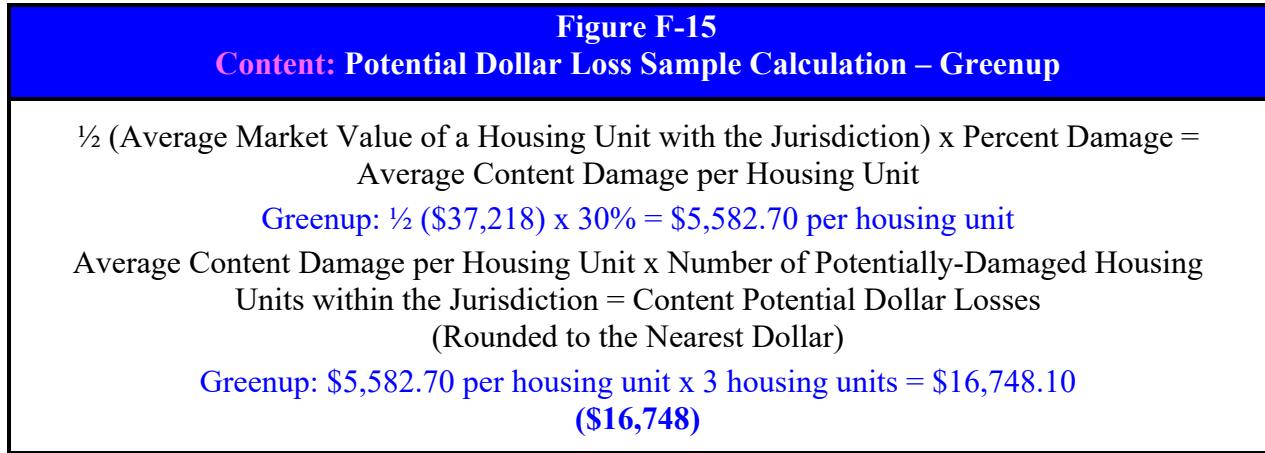 Figure F-15
Content: Potential Dollar Loss Sample Calculation – Greenup
½ (Average Market Value of a Housing Unit with the Jurisdiction) x Percent Damage =
Average Content Damage per Housing Unit
Greenup: ½ ($37,218) x 30% = $5,582.70 per housing unit
Average Content Damage per Housing Unit x Number of Potentially-Damaged Housing
Units within the Jurisdiction = Content Potential Dollar Losses
(Rounded to the Nearest Dollar)
Greenup: $5,582.70 per housing unit x 3 housing units = $16,748.10
($16,748)